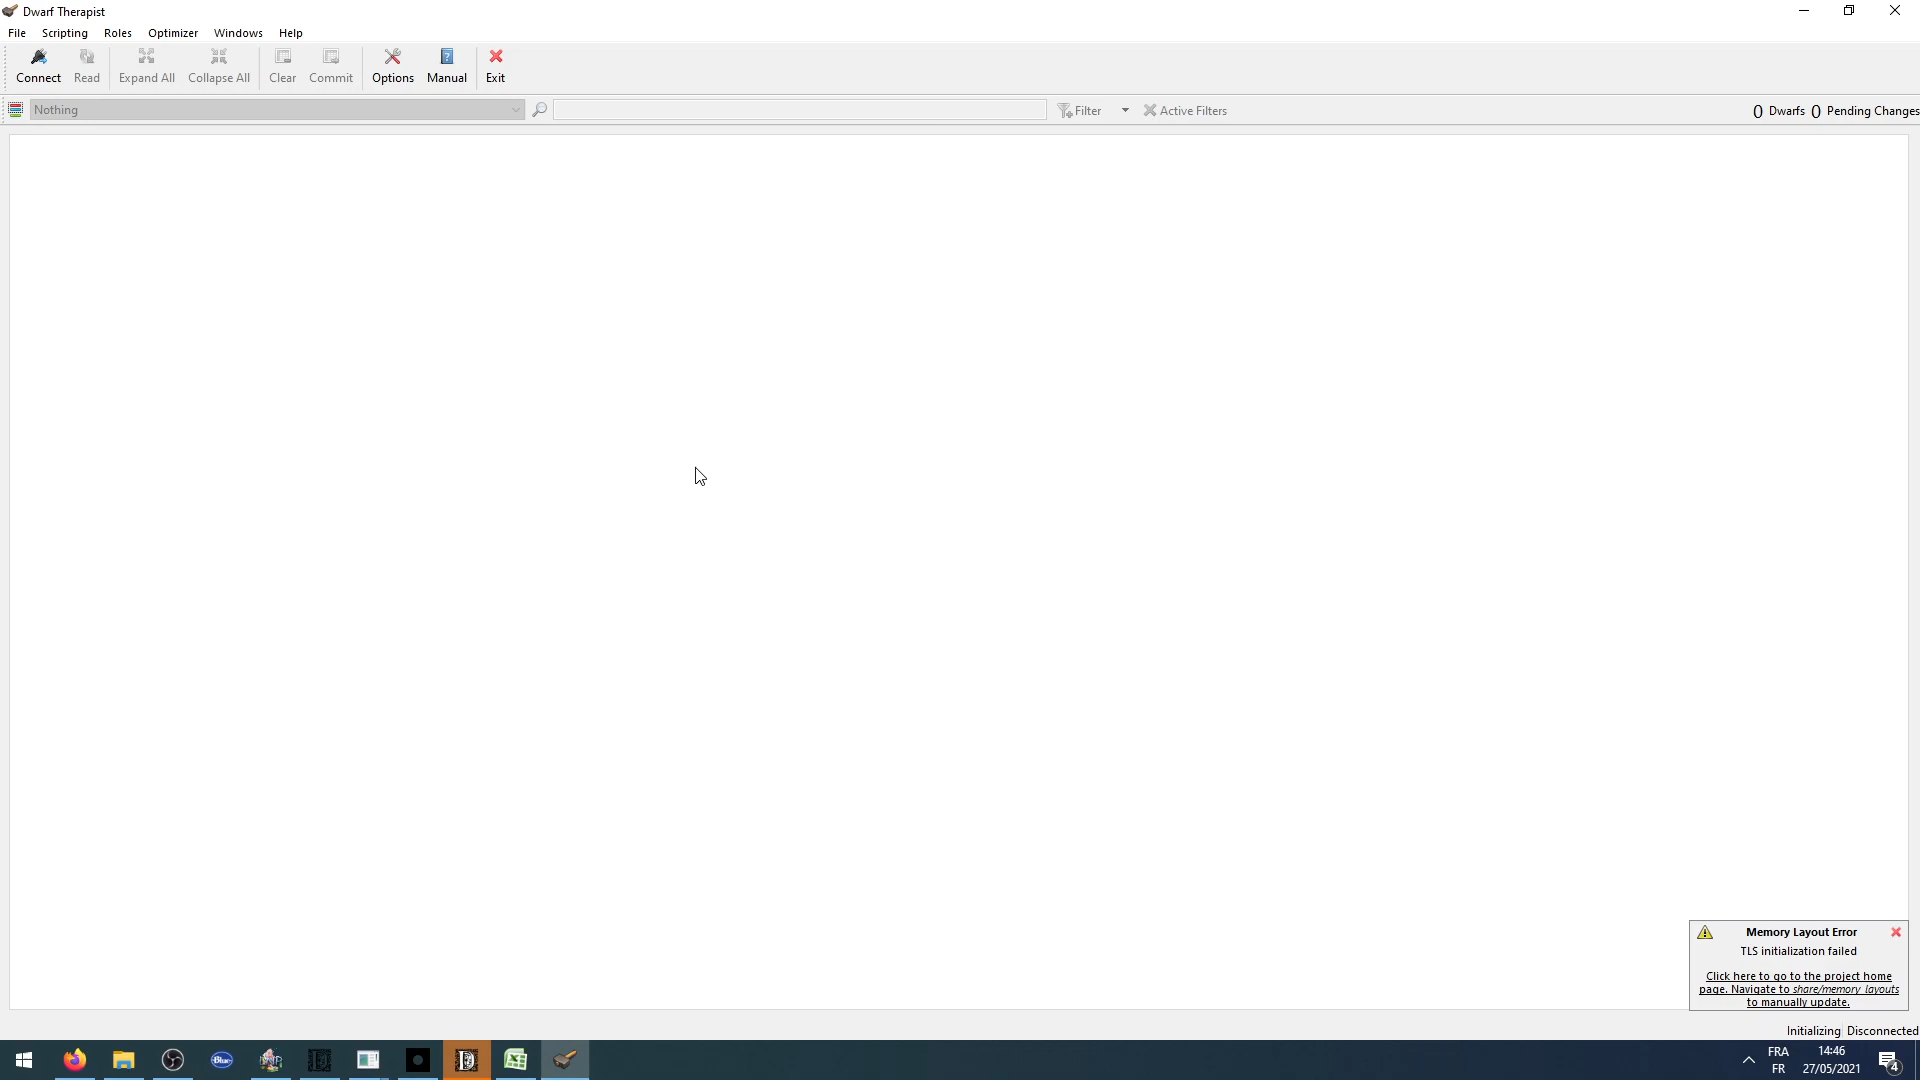 Dwarf Therapist
File Scripting Roles Optimizer Windows Help
Connect Read Expand All Collapse All Clear Commit Options Manual Exit
Nothing Filter Active Filters 0 Dwarfs 0 Pending Changes
Memory Layout Error
TLS initialization failed
Click here to go to the project home
page. Navigate to share/memory_layouts
to manually update.
Initializing Disconnected
Blue
FRA 14:46
FR 27/05/2021 4